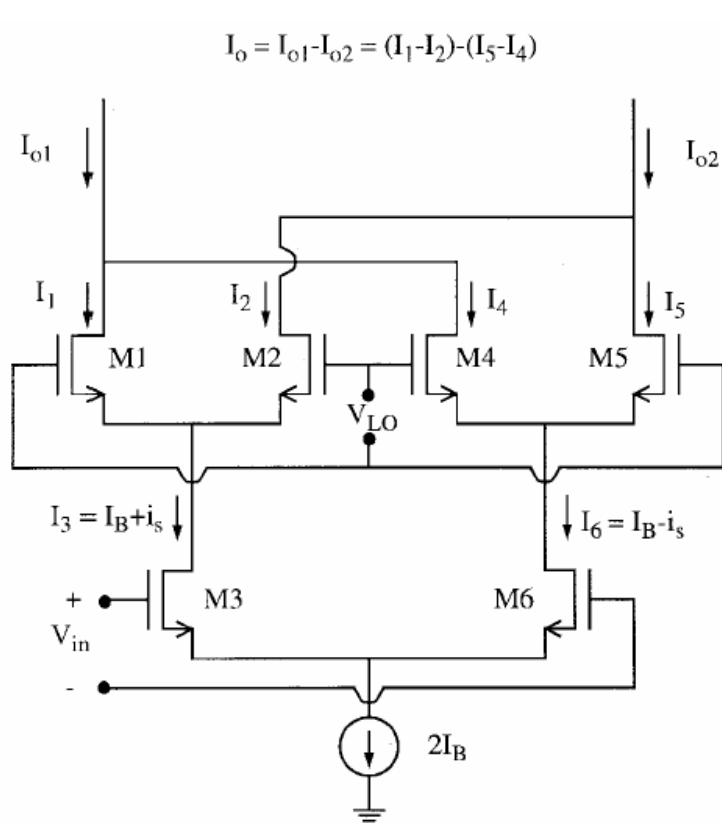 I_o = I_o1-I_o2 = (I_1-I_2)-(I_5-I_4)
I_o1
I_o2
I_1
I_2
I_4
I_5
M1
M2
M4
M5
V_LO
I_3 = I_B+i_s
I_6 = I_B-i_s
+
M3
M6
V_in
-
2I_B